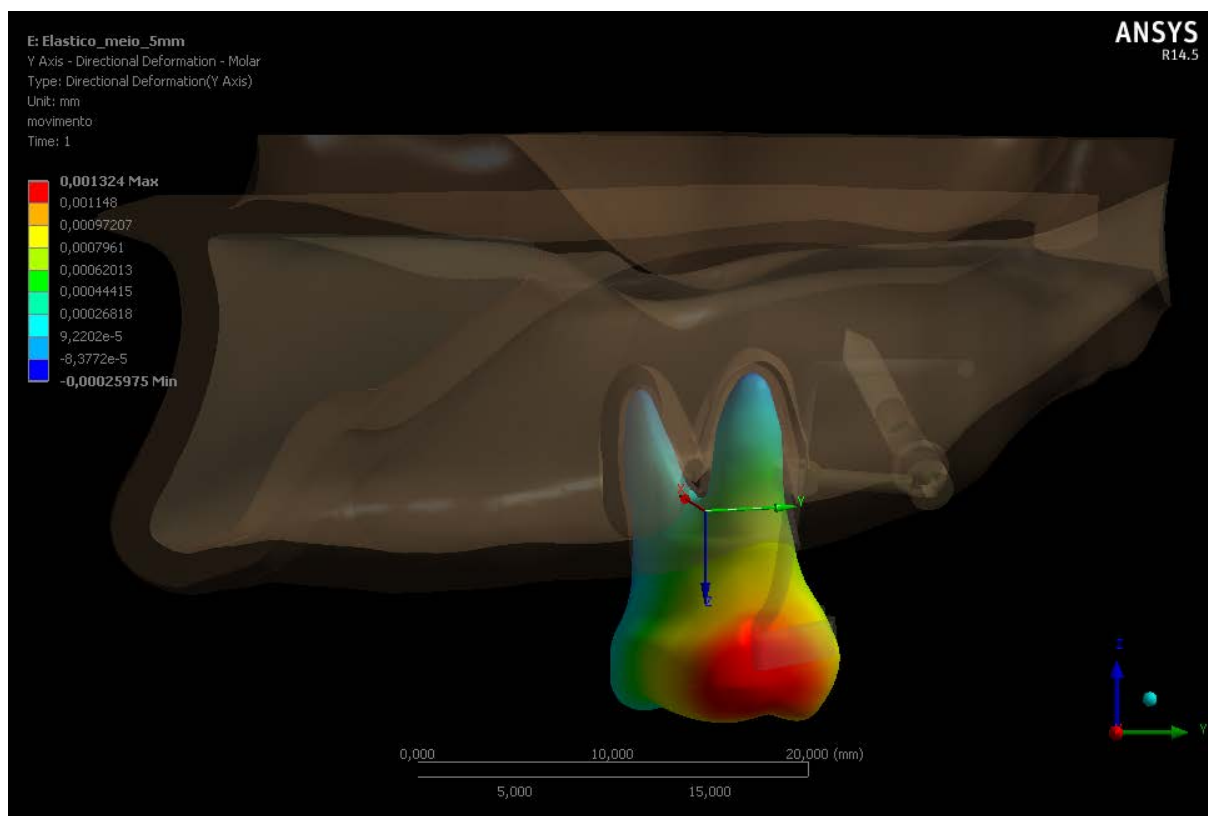 E: Elastico_meio_5mm
Y Axis - Directional Deformation - Molar
Type: Directional Deformation(Y Axis)
Unit: mm
movimento
Time: 1
ANSYS
R14.5
0,001324 Max
0,001148
0,00097207
0,0007961
0,00062013
0,00044415
0,00026818
9,2202e-5
-8,3772e-5
-0,00025975 Min
X
Y
Z
Z
Y
0,000 10,000 20,000 (mm)
5,000 15,000